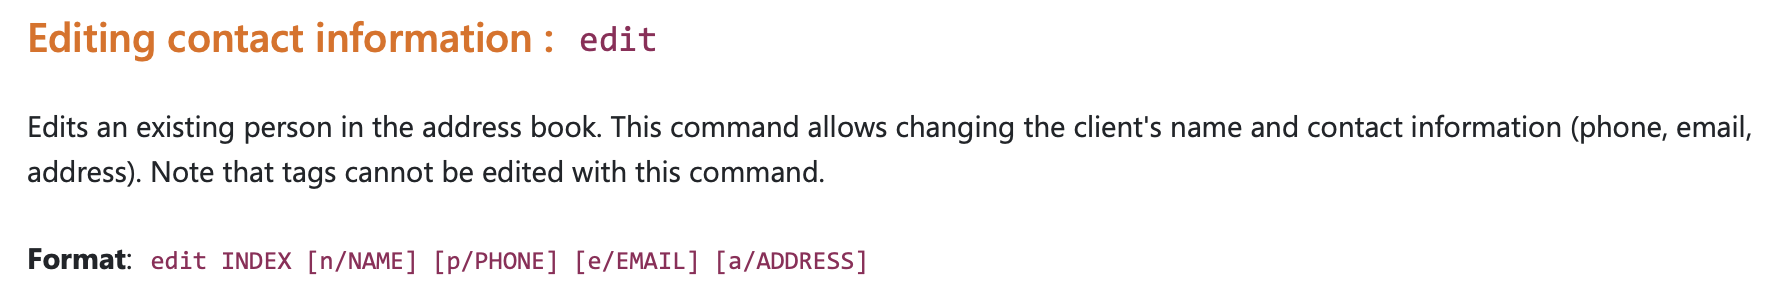 Editing contact information : edit
Edits an existing person in the address book. This command allows changing the client's name and contact information (phone, email,
address). Note that tags cannot be edited with this command.
Format: edit INDEX [n/NAME] [p/PHONE] [e/EMAIL] [a/ADDRESS]